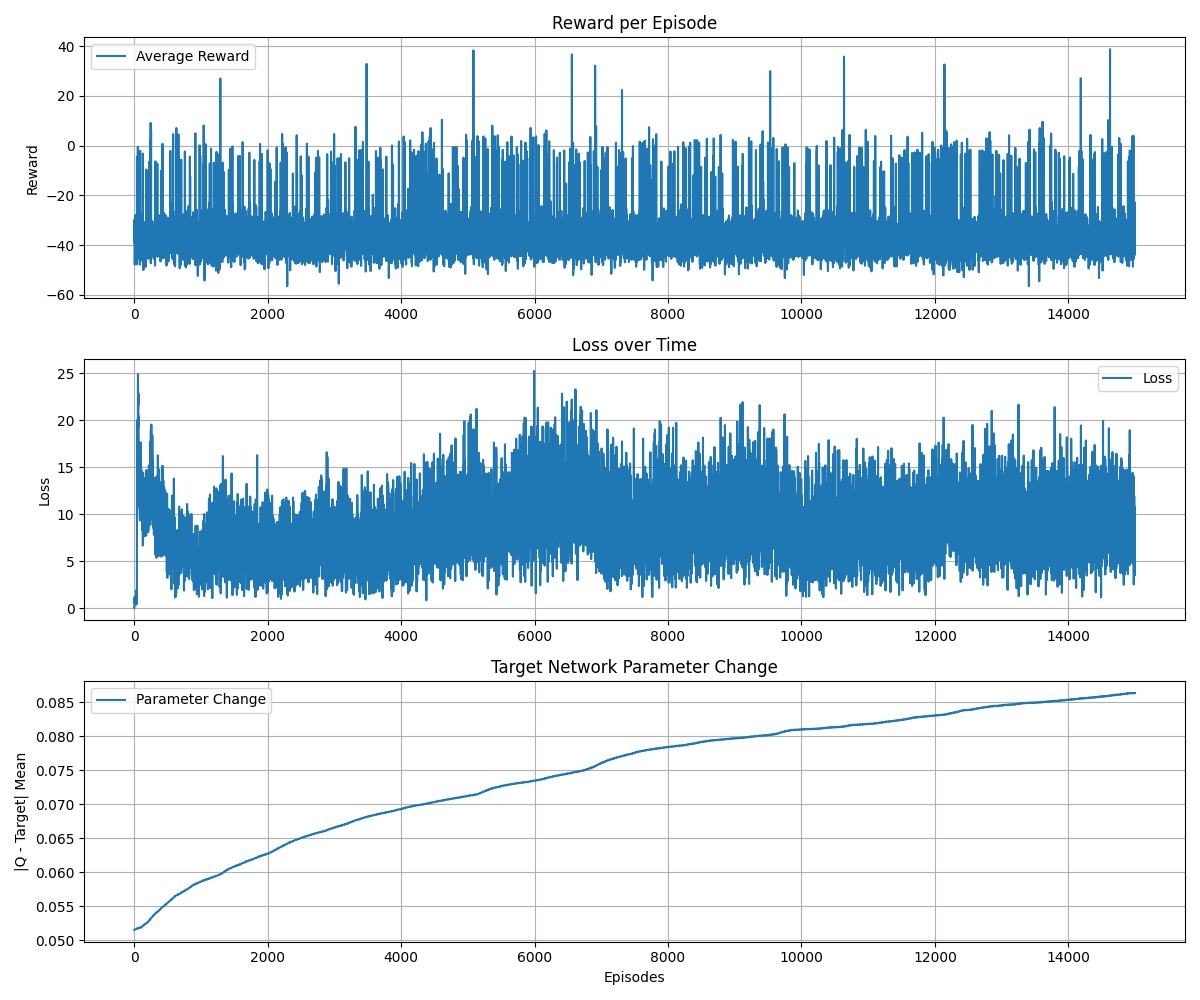 Reward per Episode
Average Reward
Reward
40
20
0
−20
−40
−60
0 2000 4000 6000 8000 10000 12000 14000
Loss over Time
Loss
Loss
25
20
15
10
5
0
0 2000 4000 6000 8000 10000 12000 14000
Target Network Parameter Change
Parameter Change
|Q - Target| Mean
0.085
0.080
0.075
0.070
0.065
0.060
0.055
0.050
0 2000 4000 6000 8000 10000 12000 14000
Episodes